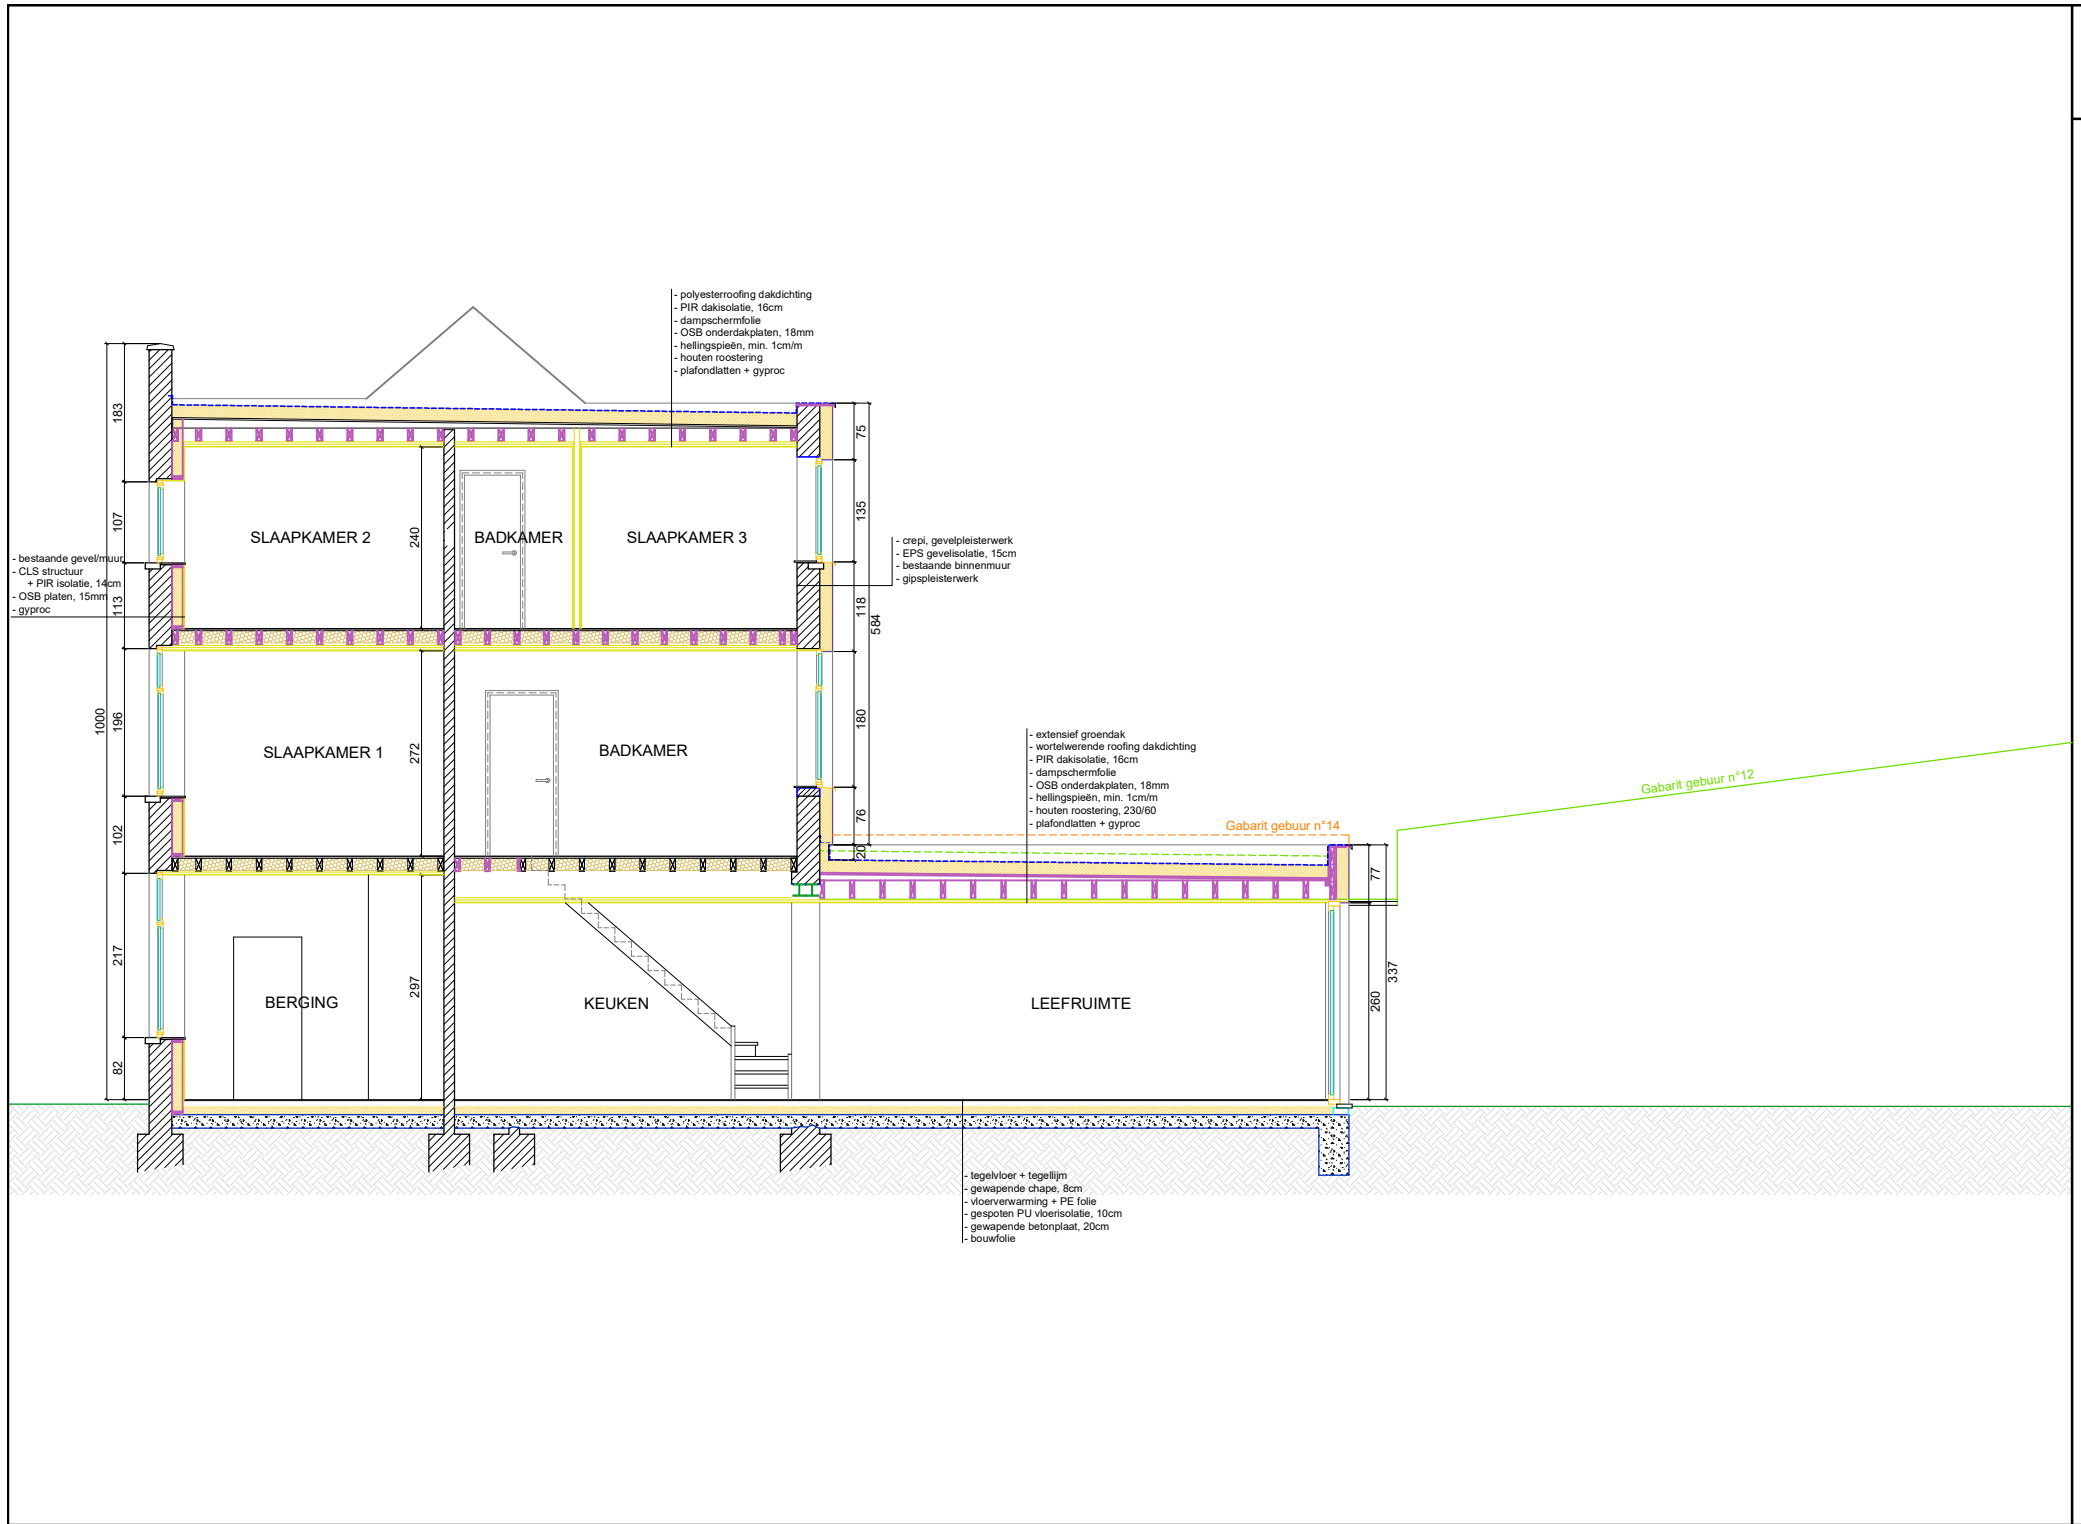 - polyesterroofing dakdichting
- PIR dakisolatie, 16cm
- dampschermfolie
- OSB onderdakplaten, 18mm
- hellingspieën, min. 1cm/m
- houten roostering
- plafondlatten + gyproc
183
75
107
135
SLAAPKAMER 2
240
BADKAMER
SLAAPKAMER 3
- crepi, gevelpleisterwerk
- EPS gevelisolatie, 15cm
- bestaande binnenmuur
- gipspleisterwerk
- bestaande gevel/muur
- CLS structuur
+ PIR isolatie, 14cm
- OSB platen, 15mm
- gyproc
113
118
584
1000
196
SLAAPKAMER 1
272
BADKAMER
180
- extensief groendak
- wortelwerende roofing dakdichting
- PIR dakisolatie, 16cm
- dampschermfolie
- OSB onderdakplaten, 18mm
- hellingspieën, min. 1cm/m
- houten roostering, 230/60
- plafondlatten + gyproc
Gabarit gebuur n°12
Gabarit gebuur n°14
102
76
20
77
217
BERGING
297
KEUKEN
LEEFRUIMTE
260
337
82
- tegelvloer + tegellijm
- gewapende chape, 8cm
- vloerverwarming + PE folie
- gespoten PU vloerisolatie, 10cm
- gewapende betonplaat, 20cm
- bouwfolie